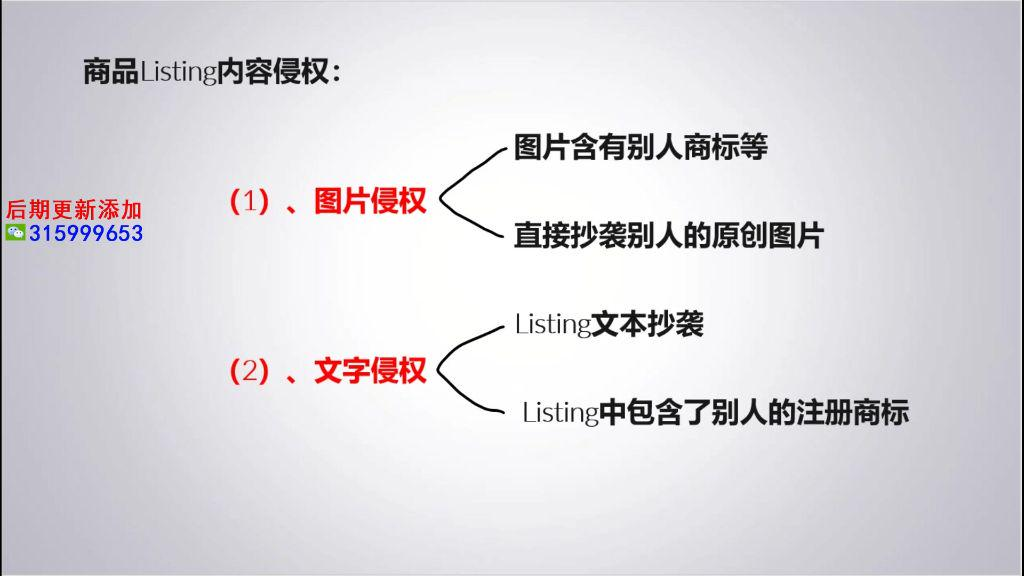 商品Listing内容侵权：
图片含有别人商标等
（1）、图片侵权
直接抄袭别人的原创图片
后期更新添加
315999653
Listing文本抄袭
（2）、文字侵权
Listing中包含了别人的注册商标